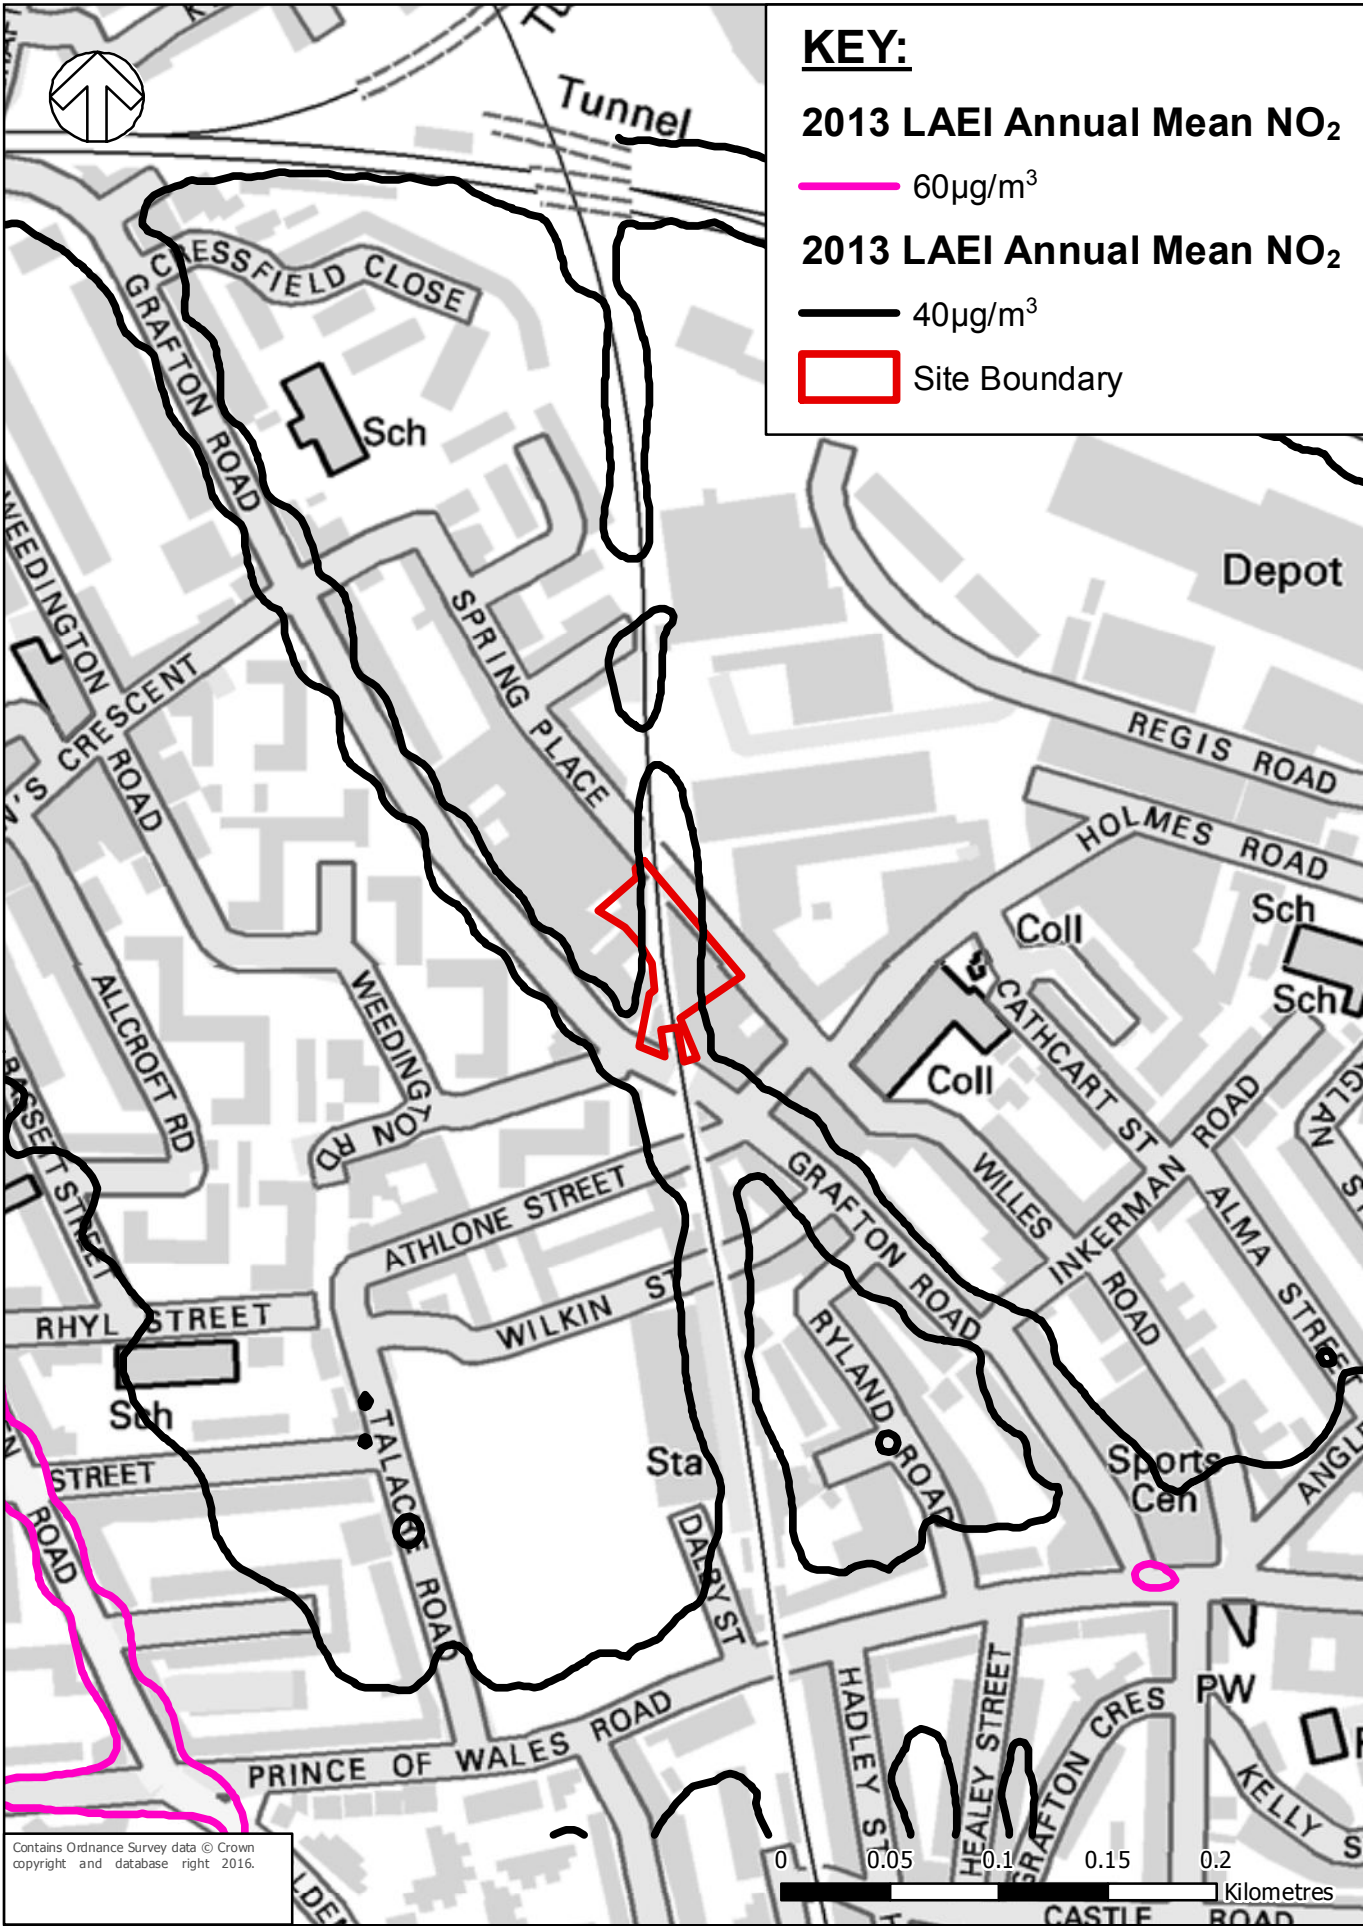 KEY:
2013 LAEI Annual Mean NO₂
60µg/m³
2013 LAEI Annual Mean NO₂
40µg/m³
Site Boundary
Tunnel
CRESSFIELD CLOSE
GRAFTON ROAD
Sch
WEEDINGTON ROAD
CRESCENT
SPRING PLACE
Depot
REGIS ROAD
HOLMES ROAD
Sch
Sch
Coll
Coll
CATHCART ST
ALLCROFT RD
WEEDINGTON RD
BASSETT STREET
ATHLONE STREET
GRAFTON ROAD
WILLES ROAD
INKERMAN ROAD
ALMA STREET
RHYL STREET
WILKIN ST
RYLAND ROAD
Sch
STREET
ROAD
TALACRE ROAD
Sta
DALBY ST
Sports
Cen
PW
PRINCE OF WALES ROAD
HADLEY ST
HEALEY STREET
GRAFTON CRES
KELLY S
CASTLE ROAD
Contains Ordnance Survey data © Crown
copyright and database right 2016.
0 0.05 0.1 0.15 0.2
Kilometres